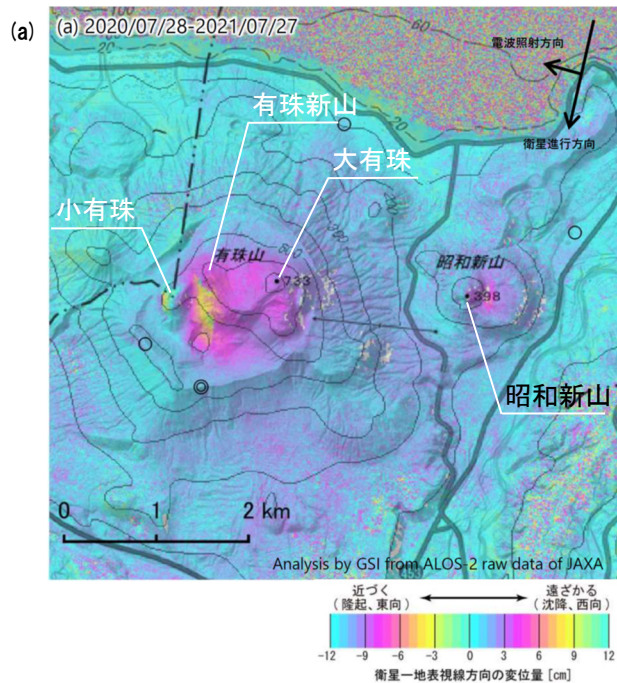 (a)
(a) 2020/07/28-2021/07/27
60
100
20
電波照射方向
20
衛星進行方向
有珠新山
大有珠
小有珠
有珠山
733
昭和新山
398
昭和新山
0 1 2 km
Analysis by GSI from ALOS-2 raw data of JAXA
近づく
(隆起、東向)
遠ざかる
(沈降、西向)
-12 -9 -6 -3 0 3 6 9 12
衛星ー地表視線方向の変位量 [cm]